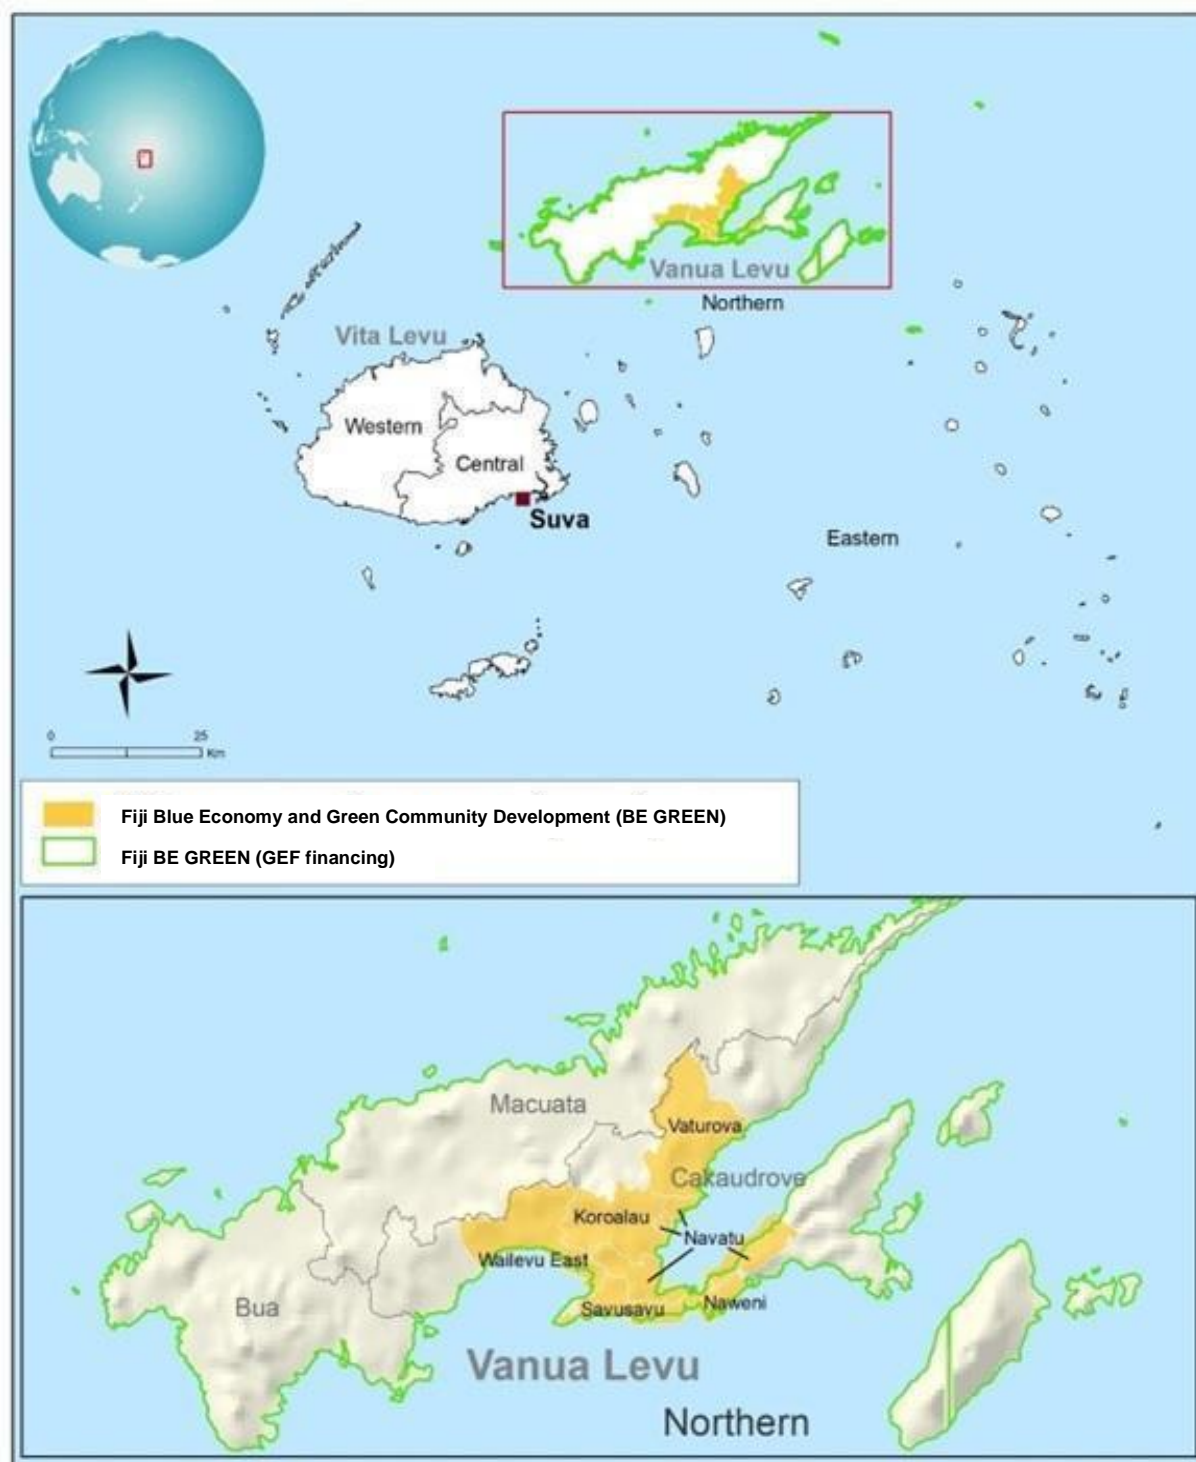 Vanua Levu
Northern
Vita Levu
Western
Central
Suva
Eastern
0 25
Km
Fiji Blue Economy and Green Community Development (BE GREEN)
Fiji BE GREEN (GEF financing)
Macuata
Vaturova
Cakaudrove
Koroalau
Navatu
Wailevu East
Bua
Savusavu
Naweni
Vanua Levu
Northern